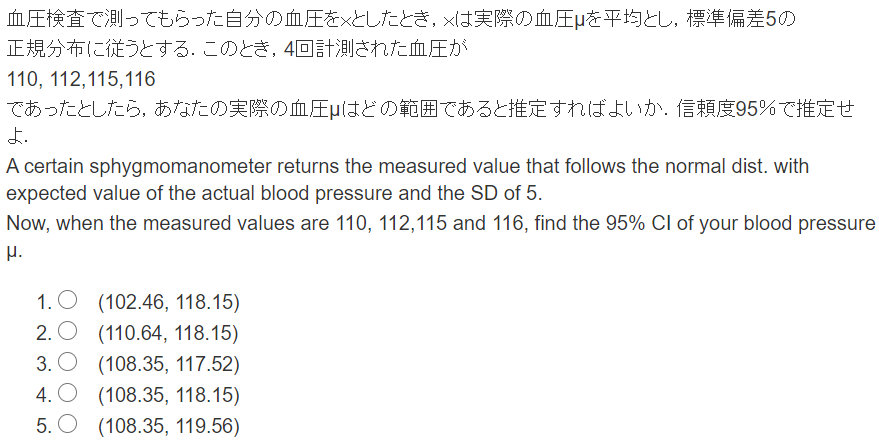 血圧検査で測ってもらった自分の血圧をxとしたとき，xは実際の血圧μを平均とし，標準偏差5の
正規分布に従うとする．このとき，4回計測された血圧が
110, 112,115,116
であったとしたら，あなたの実際の血圧μはどの範囲であると推定すればよいか．信頼度95%で推定せ
よ．
A certain sphygmomanometer returns the measured value that follows the normal dist. with
expected value of the actual blood pressure and the SD of 5.
Now, when the measured values are 110, 112,115 and 116, find the 95% CI of your blood pressure
μ.
1. (102.46, 118.15)
2. (110.64, 118.15)
3. (108.35, 117.52)
4. (108.35, 118.15)
5. (108.35, 119.56)